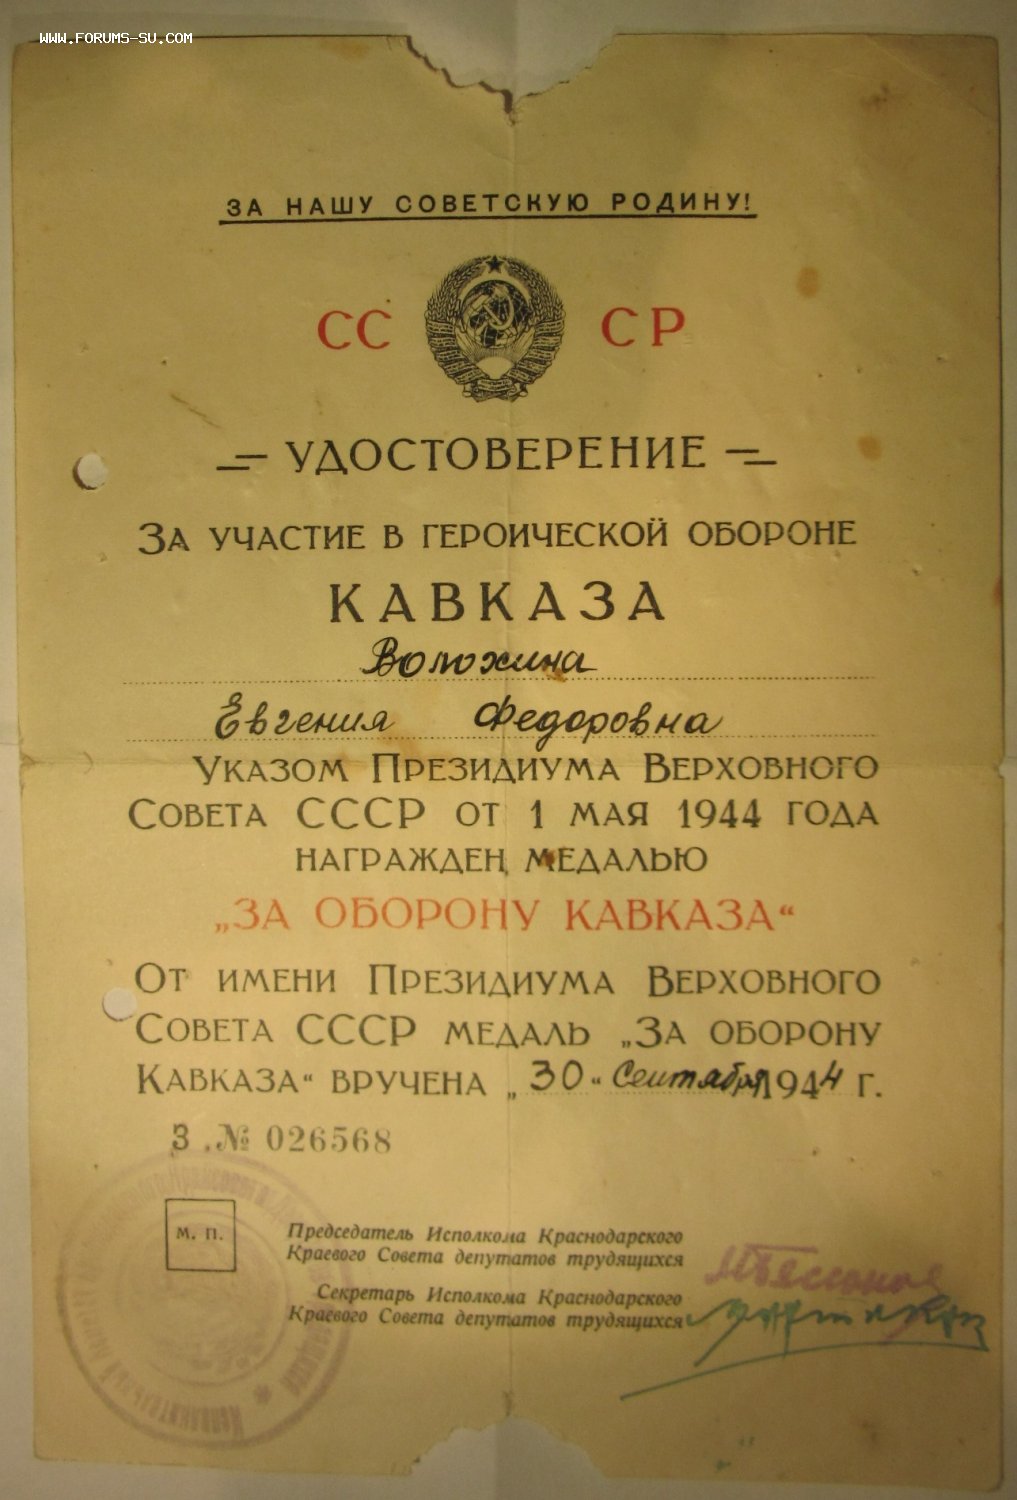 www.forums-su.com
ЗА НАШУ СОВЕТСКУЮ РОДИНУ!
СС СР
УДОСТОВЕРЕНИЕ
ЗА УЧАСТИЕ В ГЕРОИЧЕСКОЙ ОБОРОНЕ
КАВКАЗА
Волохина
Евгения Федоровна
УКАЗОМ ПРЕЗИДИУМА ВЕРХОВНОГО
СОВЕТА СССР ОТ 1 МАЯ 1944 ГОДА
НАГРАЖДЕН МЕДАЛЬЮ
„ЗА ОБОРОНУ КАВКАЗА“
ОТ ИМЕНИ ПРЕЗИДИУМА ВЕРХОВНОГО
СОВЕТА СССР МЕДАЛЬ „ЗА ОБОРОНУ
КАВКАЗА“ ВРУЧЕНА „30“ Сентября 1944 Г.
З .№ 026568
М. П.
Председатель Исполкома Краснодарского
Краевого Совета депутатов трудящихся
Секретарь Исполкома Краснодарского
Краевого Совета депутатов трудящихся